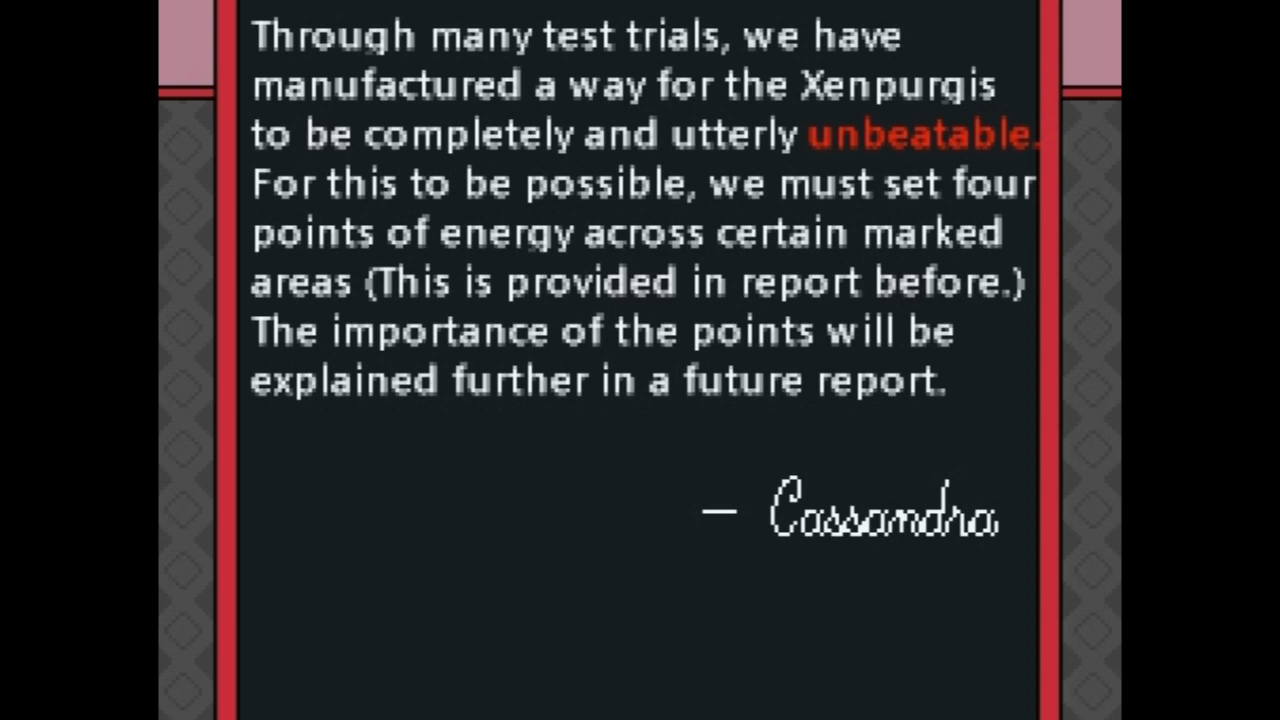 Through many test trials, we have
manufactured a way for the Xenpurgis
to be completely and utterly unbeatable.
For this to be possible, we must set four
points of energy across certain marked
areas (This is provided in report before.)
The importance of the points will be
explained further in a future report.
— Cassandra